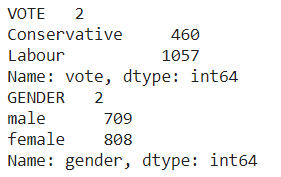 VOTE   2
Conservative     460
Labour          1057
Name: vote, dtype: int64
GENDER   2
male      709
female    808
Name: gender, dtype: int64